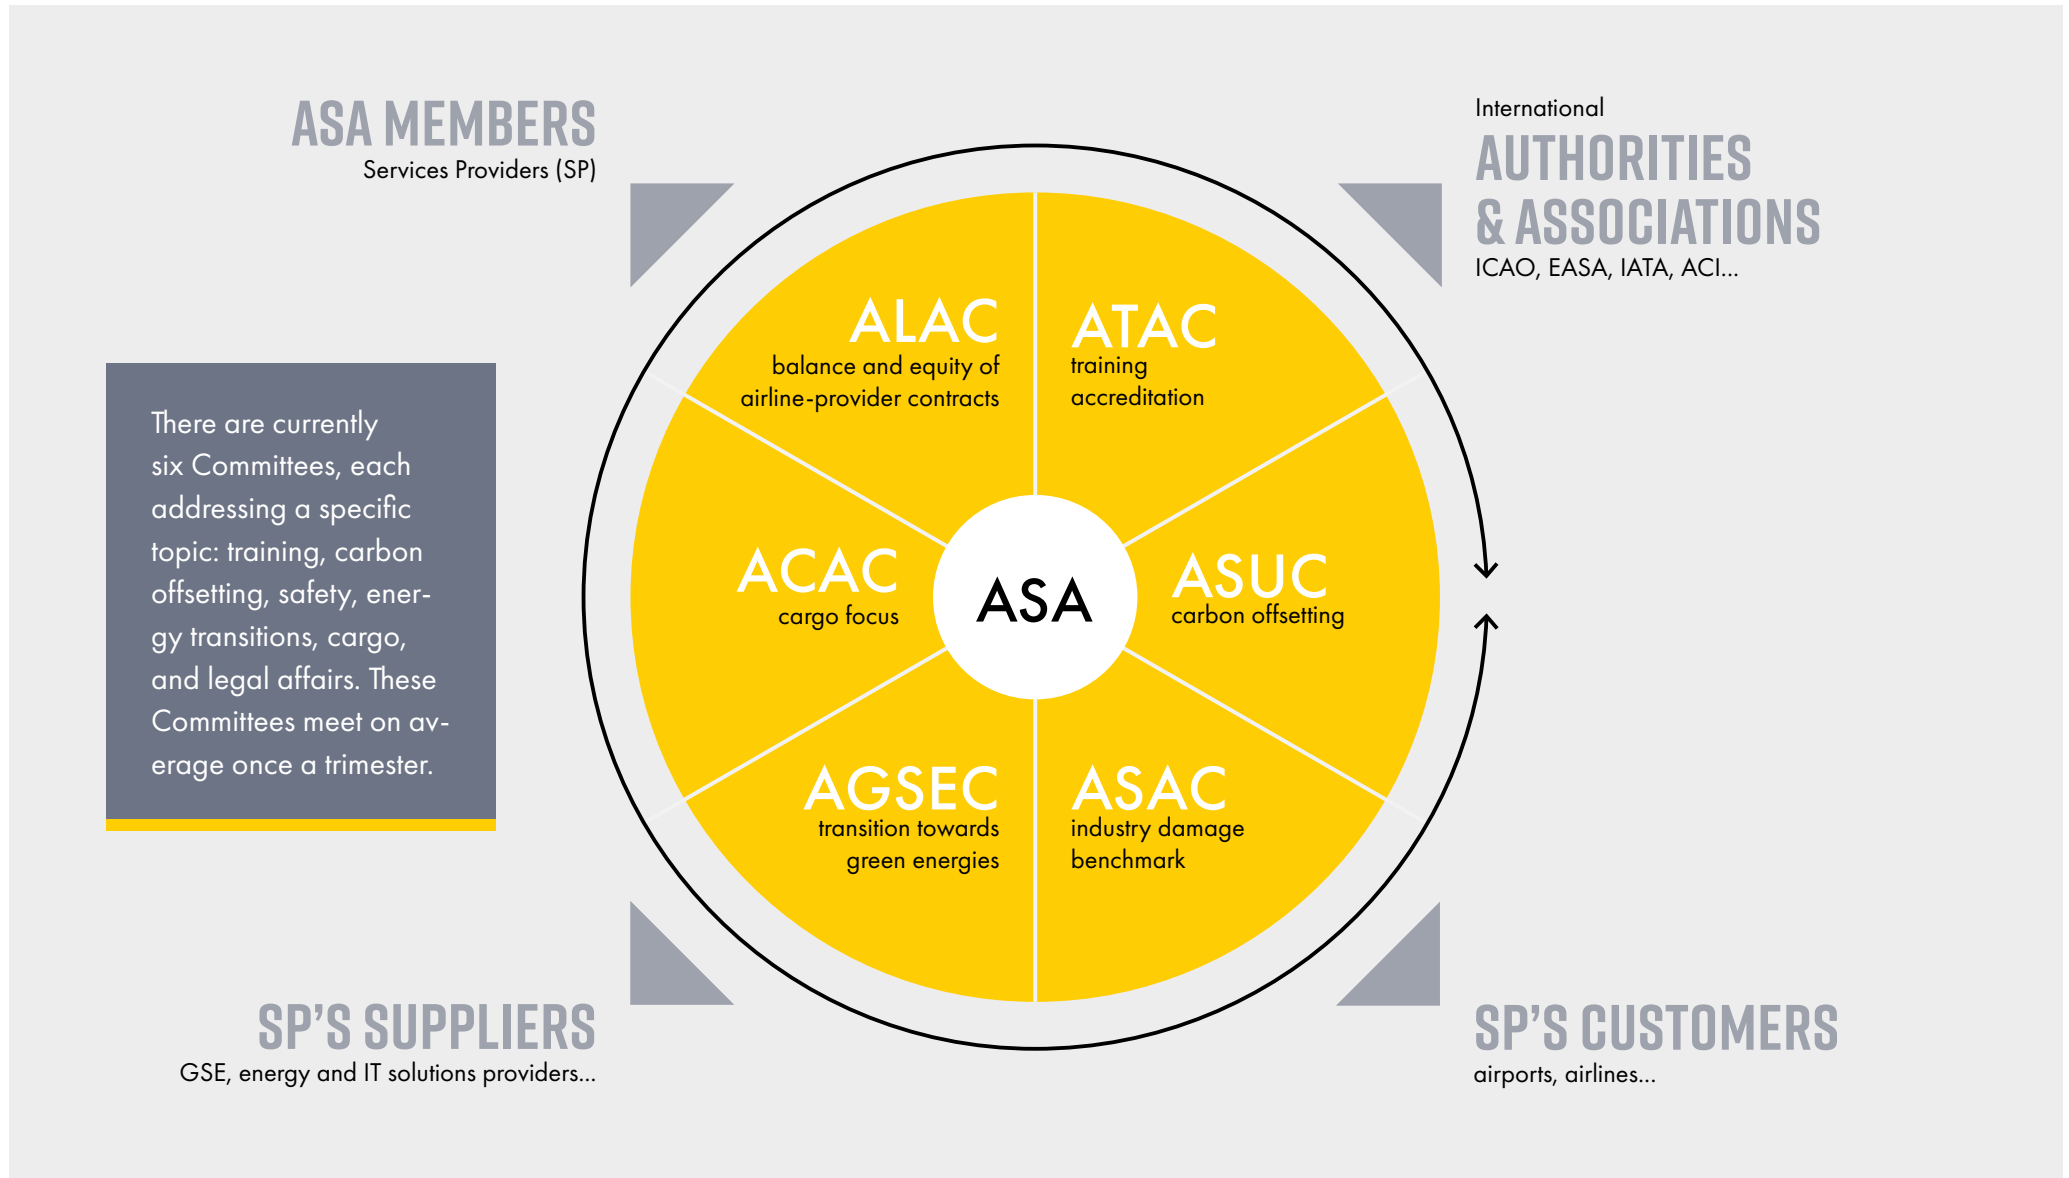 ASA MEMBERS
Services Providers (SP)
International
AUTHORITIES
& ASSOCIATIONS
ICAO, EASA, IATA, ACI...
There are currently
six Committees, each
addressing a specific
topic: training, carbon
offsetting, safety, ener-
gy transitions, cargo,
and legal affairs. These
Committees meet on av-
erage once a trimester.
ALAC
balance and equity of
airline-provider contracts
ATAC
training
accreditation
ACAC
cargo focus
ASA
ASUC
carbon offsetting
AGSEC
transition towards
green energies
ASAC
industry damage
benchmark
SP’S SUPPLIERS
GSE, energy and IT solutions providers...
SP’S CUSTOMERS
airports, airlines...